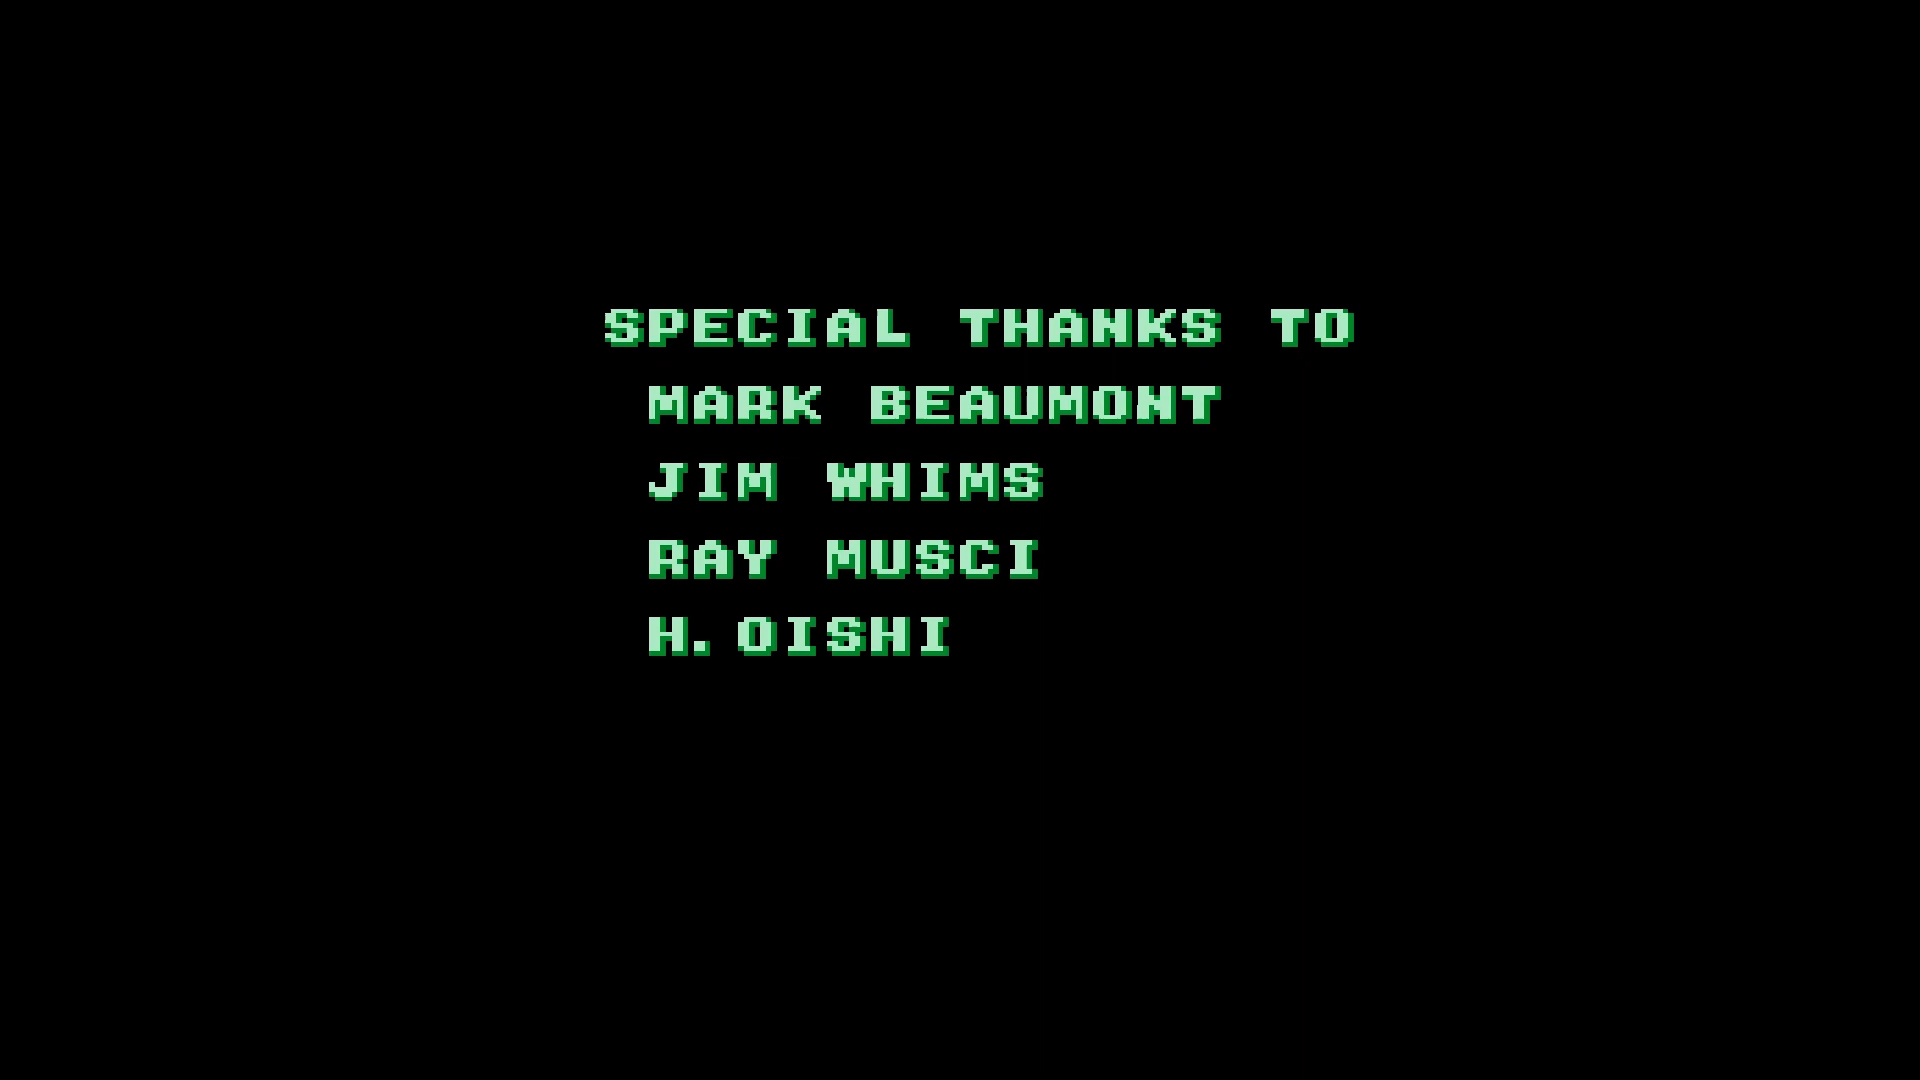 SPECIAL THANKS TO
MARK BEAUMONT
JIM WHIMS
RAY MUSCI
H. OISHI